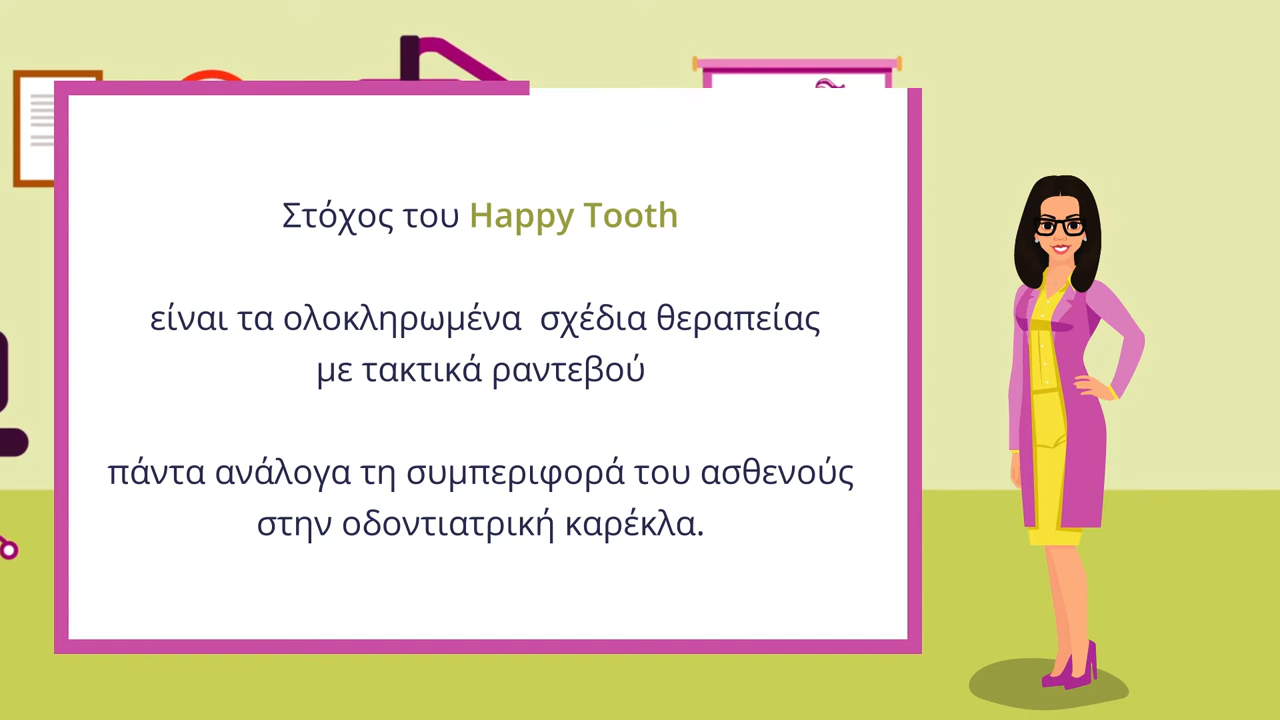 Στόχος του Happy Tooth
είναι τα ολοκληρωμένα σχέδια θεραπείας
με τακτικά ραντεβού
πάντα ανάλογα τη συμπεριφορά του ασθενούς
στην οδοντιατρική καρέκλα.